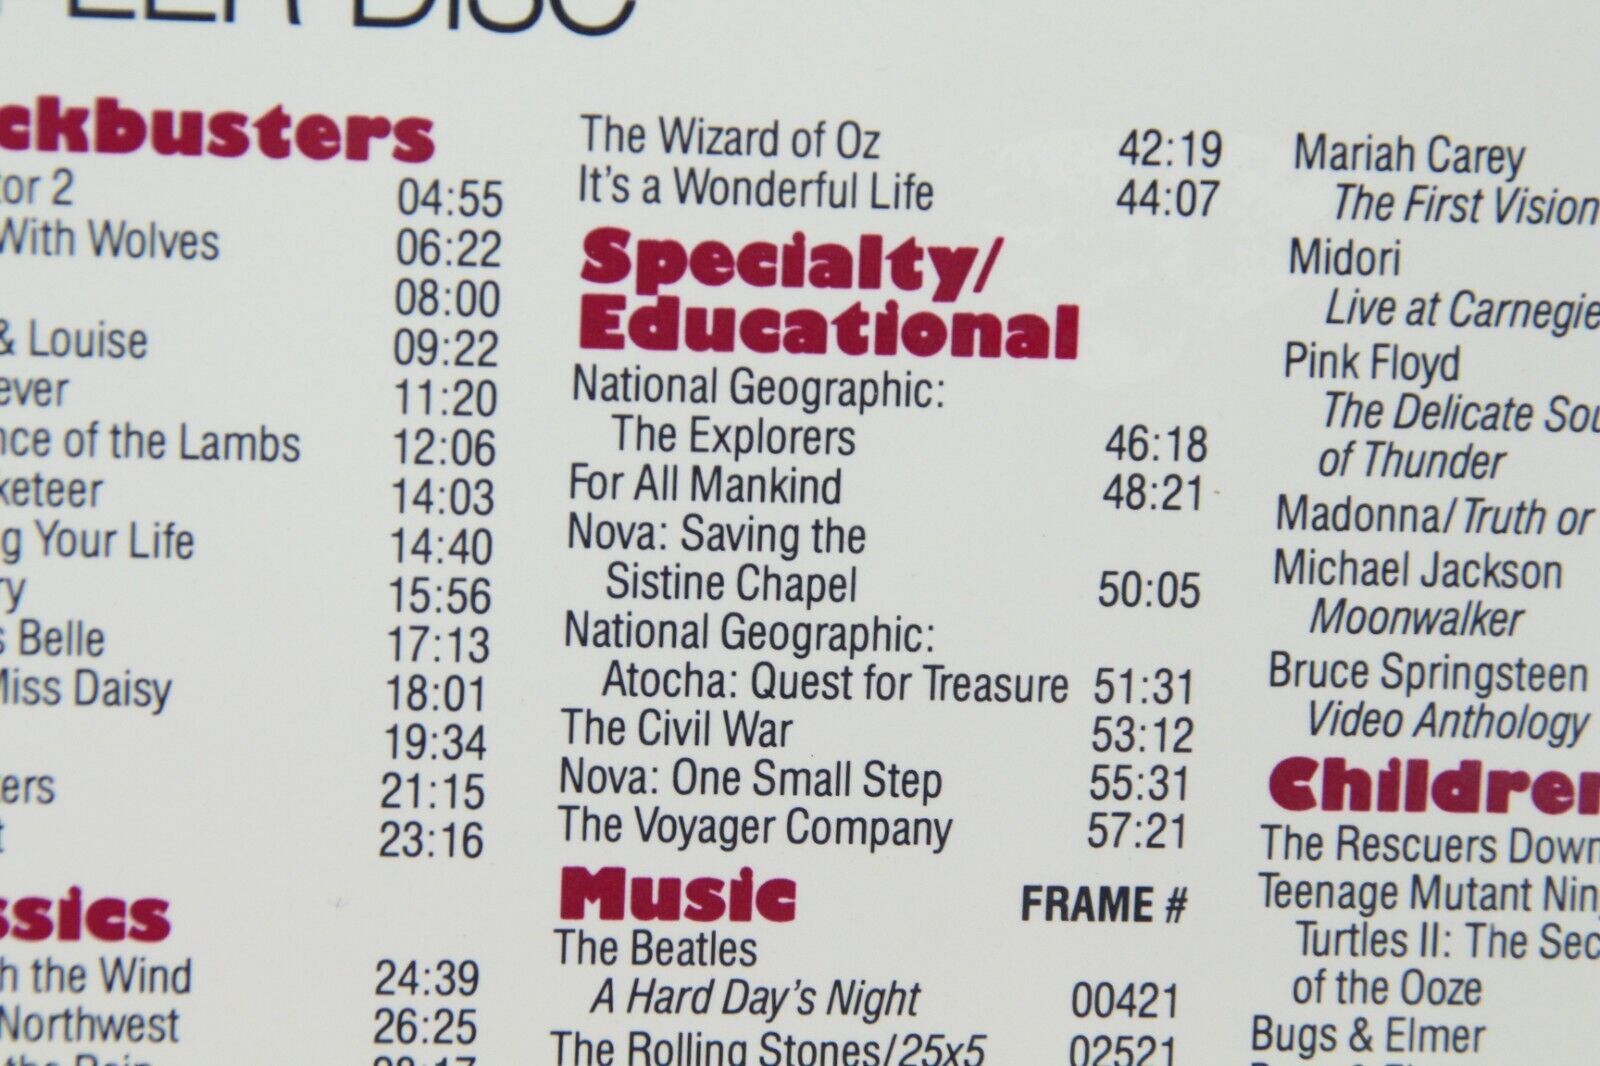 DISC
ckbusters
tor 2 04:55
With Wolves 06:22
08:00
& Louise 09:22
ever 11:20
nce of the Lambs 12:06
keteer 14:03
g Your Life 14:40
ry 15:56
s Belle 17:13
Miss Daisy 18:01
19:34
ers 21:15
t 23:16
ssics
h the Wind 24:39
Northwest 26:25
The Wizard of Oz 42:19
It's a Wonderful Life 44:07
Specialty/
Educational
National Geographic:
The Explorers 46:18
For All Mankind 48:21
Nova: Saving the
Sistine Chapel 50:05
National Geographic:
Atocha: Quest for Treasure 51:31
The Civil War 53:12
Nova: One Small Step 55:31
The Voyager Company 57:21
Music FRAME #
The Beatles
A Hard Day's Night 00421
The Rolling Stones/25x5 02521
Mariah Carey
The First Vision
Midori
Live at Carnegie
Pink Floyd
The Delicate Sou
of Thunder
Madonna/Truth or
Michael Jackson
Moonwalker
Bruce Springsteen
Video Anthology
Children
The Rescuers Down
Teenage Mutant Nin
Turtles II: The Sec
of the Ooze
Bugs & Elmer